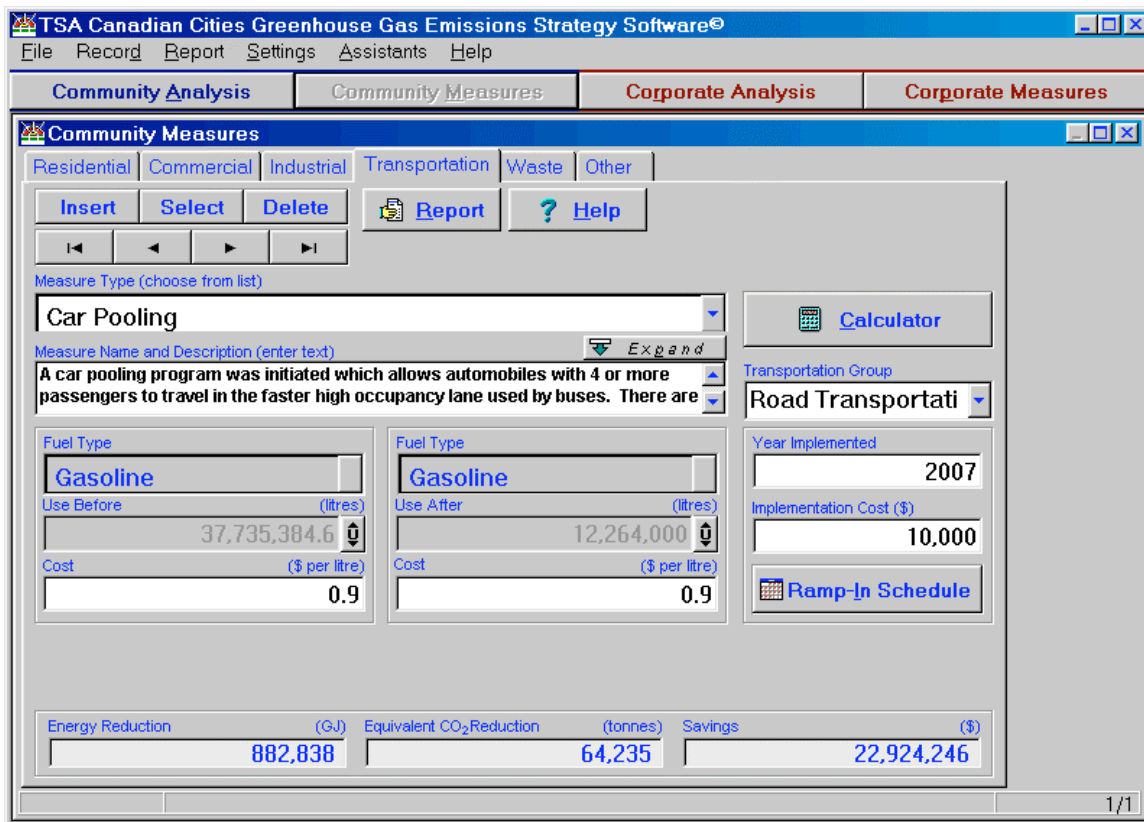 TSA Canadian Cities Greenhouse Gas Emissions Strategy Software©
File Record Report Settings Assistants Help
Community Analysis Community Measures Corporate Analysis Corporate Measures
Community Measures
Residential Commercial Industrial Transportation Waste Other
Insert Select Delete Report ? Help
Measure Type (choose from list)
Car Pooling
Calculator
Measure Name and Description (enter text) Expand
A car pooling program was initiated which allows automobiles with 4 or more
passengers to travel in the faster high occupancy lane used by buses. There are
Transportation Group
Road Transportati
Fuel Type Fuel Type Year Implemented
Gasoline Gasoline 2007
Use Before (litres) Use After (litres) Implementation Cost ($)
37,735,384.6 12,264,000 10,000
Cost ($ per litre) Cost ($ per litre)
0.9 0.9 Ramp-In Schedule
Energy Reduction (GJ) Equivalent CO₂Reduction (tonnes) Savings ($)
882,838 64,235 22,924,246
1/1